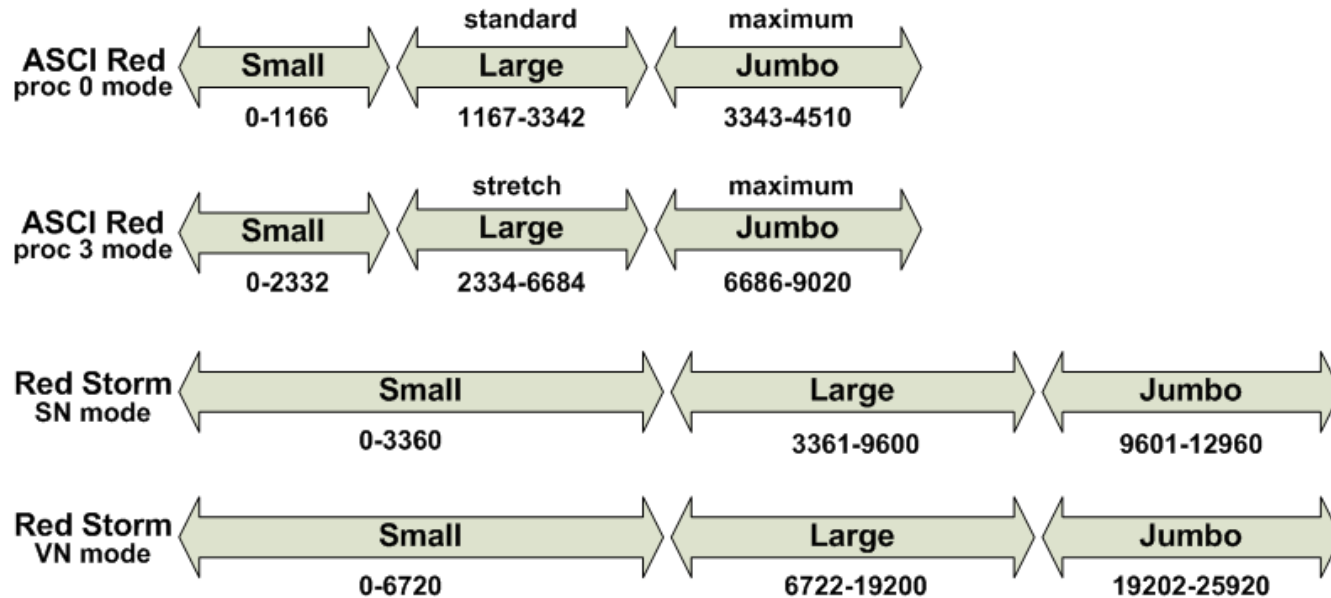 standard maximum
ASCI Red Small Large Jumbo
proc 0 mode
0-1166 1167-3342 3343-4510
stretch maximum
ASCI Red Small Large Jumbo
proc 3 mode
0-2332 2334-6684 6686-9020
Red Storm Small Large Jumbo
SN mode
0-3360 3361-9600 9601-12960
Red Storm Small Large Jumbo
VN mode
0-6720 6722-19200 19202-25920